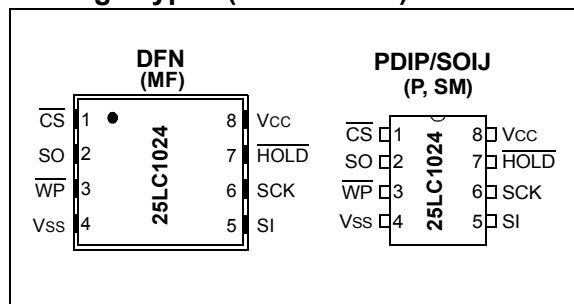 DFN
(MF)
CS 1 8 VCC
SO 2 7 HOLD
WP 3 6 SCK
VSS 4 5 SI
25LC1024
PDIP/SOIJ
(P, SM)
CS 1 8 VCC
SO 2 7 HOLD
WP 3 6 SCK
VSS 4 5 SI
25LC1024